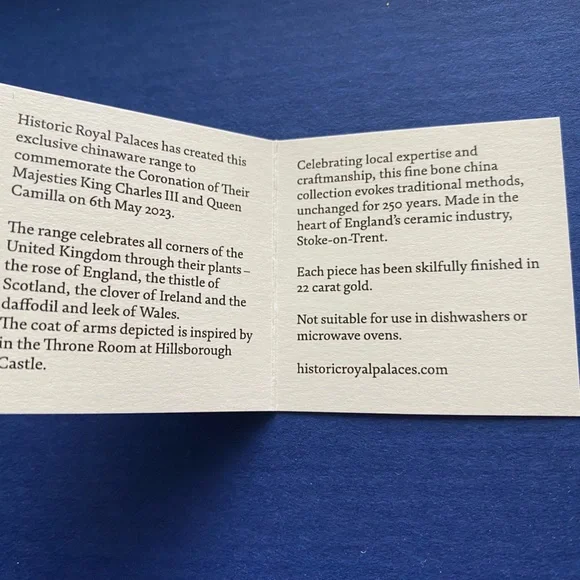 Historic Royal Palaces has created this
exclusive chinaware range to
commemorate the Coronation of Their
Majesties King Charles III and Queen
Camilla on 6th May 2023.
The range celebrates all corners of the
United Kingdom through their plants –
the rose of England, the thistle of
Scotland, the clover of Ireland and the
daffodil and leek of Wales.
The coat of arms depicted is inspired by
in the Throne Room at Hillsborough
Castle.
Celebrating local expertise and
craftmanship, this fine bone china
collection evokes traditional methods,
unchanged for 250 years. Made in the
heart of England's ceramic industry,
Stoke-on-Trent.
Each piece has been skilfully finished in
22 carat gold.
Not suitable for use in dishwashers or
microwave ovens.
historicroyalpalaces.com